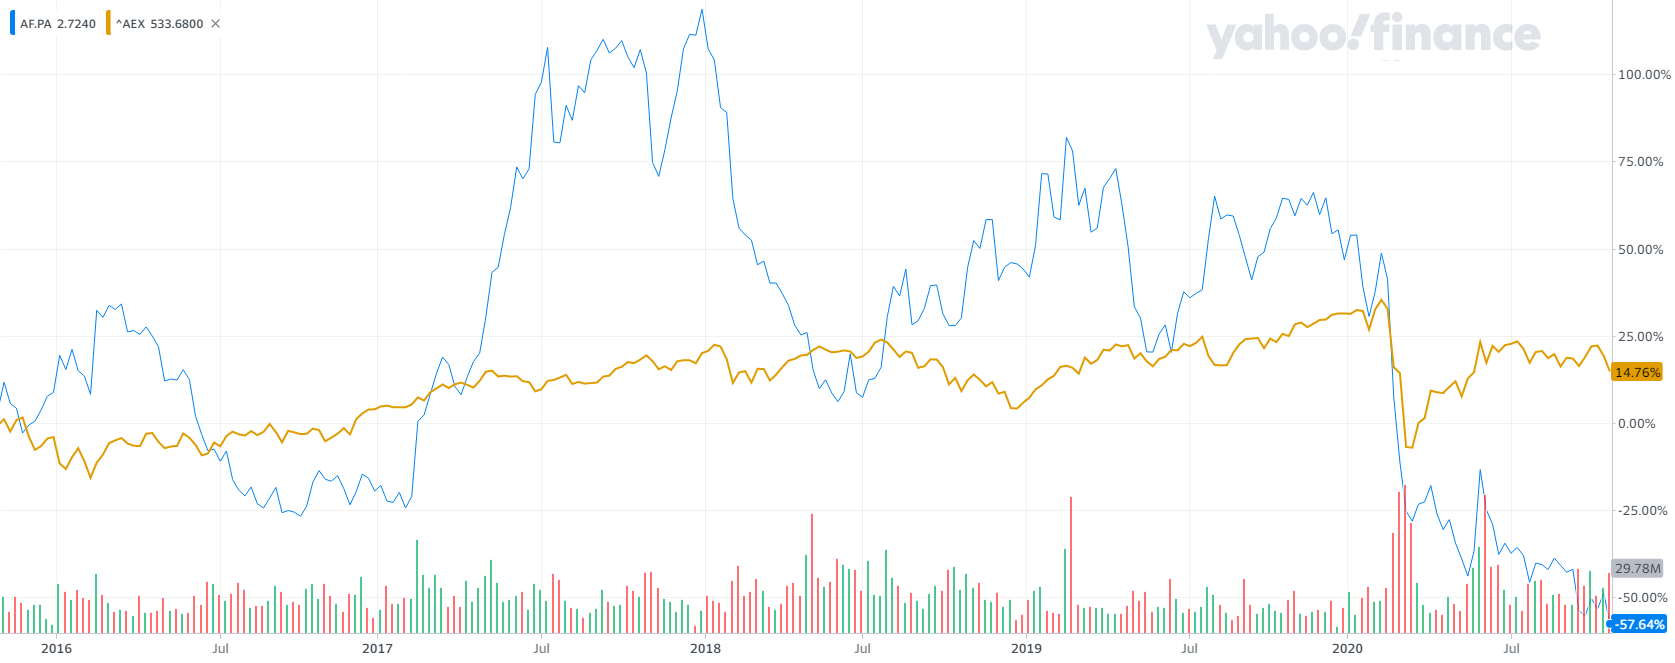 AF.PA 2.7240 ^AEX 533.6800 ×
yahoo!finance
100.00%
75.00%
50.00%
25.00%
14.76%
0.00%
-25.00%
29.78M
-50.00%
-57.64%
2016 Jul 2017 Jul 2018 Jul 2019 Jul 2020 Jul